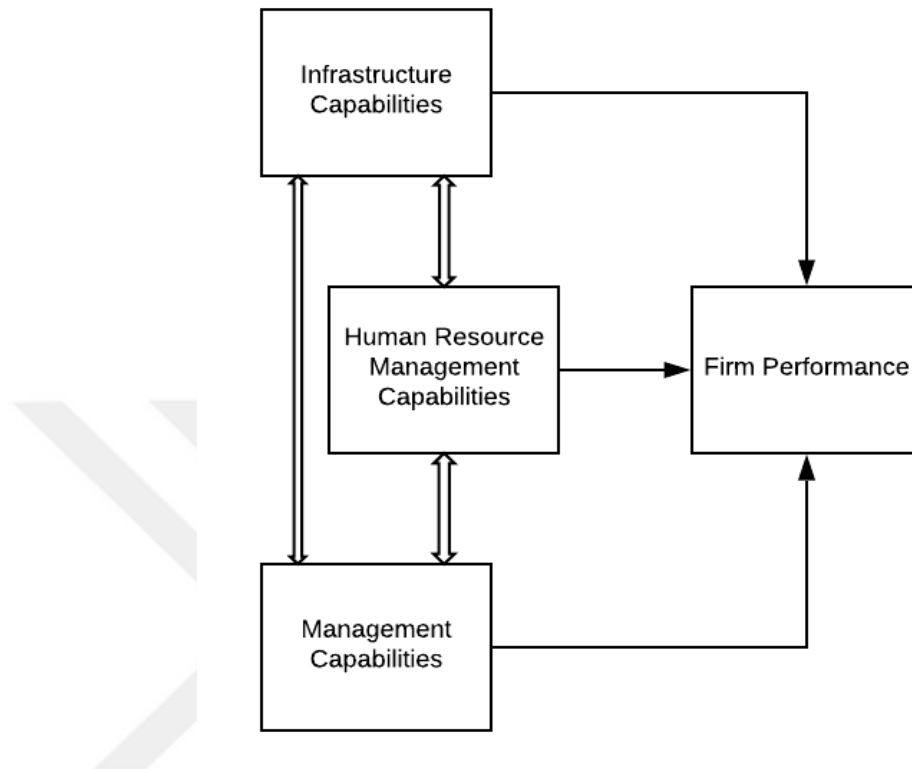 Infrastructure
Capabilities
Human Resource
Management
Capabilities
Firm Performance
Management
Capabilities